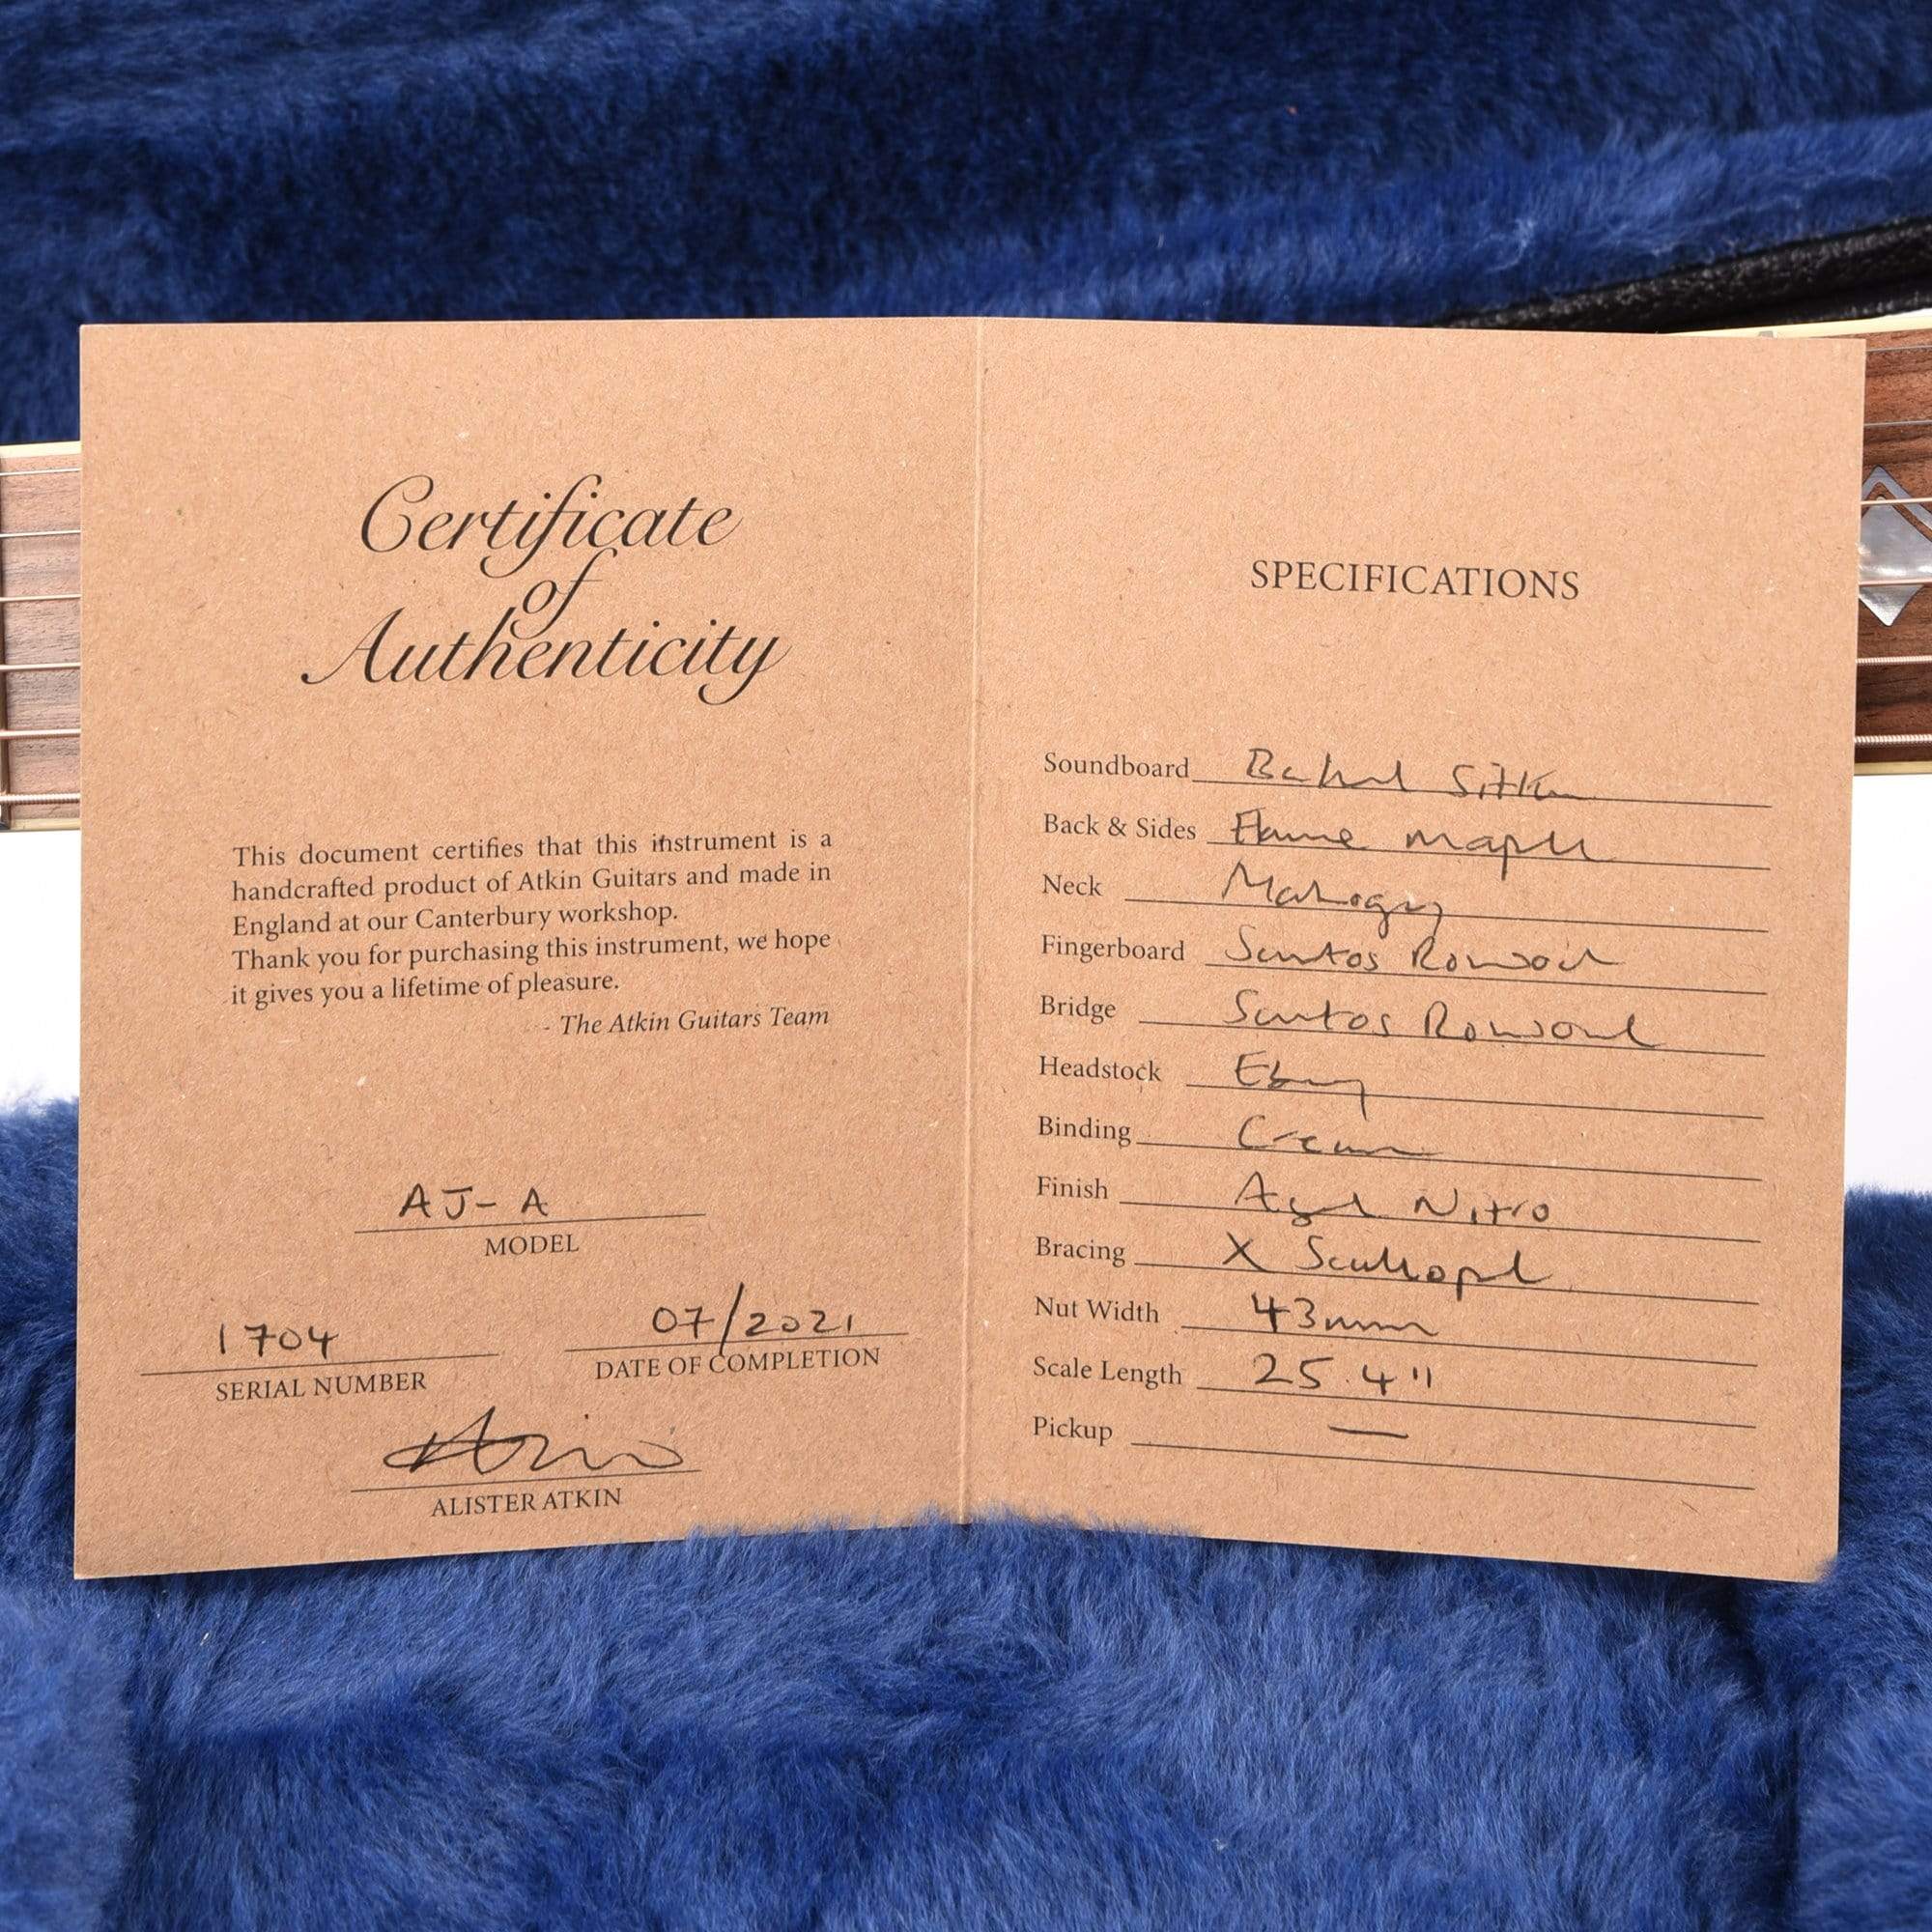 Certificate
of
Authenticity
This document certifies that this instrument is a
handcrafted product of Atkin Guitars and made in
England at our Canterbury workshop.
Thank you for purchasing this instrument, we hope
it gives you a lifetime of pleasure.
- The Atkin Guitars Team
AJ-A
MODEL
1704
SERIAL NUMBER
07/2021
DATE OF COMPLETION
ALISTER ATKIN
SPECIFICATIONS
Soundboard Baked Sitka
Back & Sides Flame Maple
Neck Mahogany
Fingerboard Santos Rosewood
Bridge Santos Rosewood
Headstock Ebony
Binding Cream
Finish Aged Nitro
Bracing X Scalloped
Nut Width 43mm
Scale Length 25.4"
Pickup —